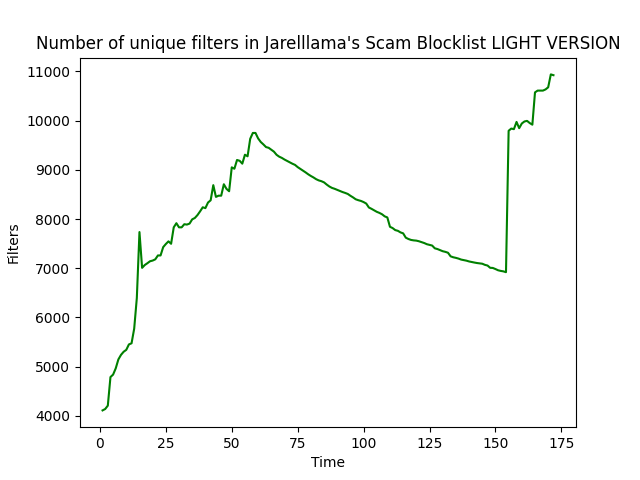 Number of unique filters in Jarelllama's Scam Blocklist LIGHT VERSION
11000
10000
9000
8000
7000
6000
5000
4000
Filters
0 25 50 75 100 125 150 175
Time